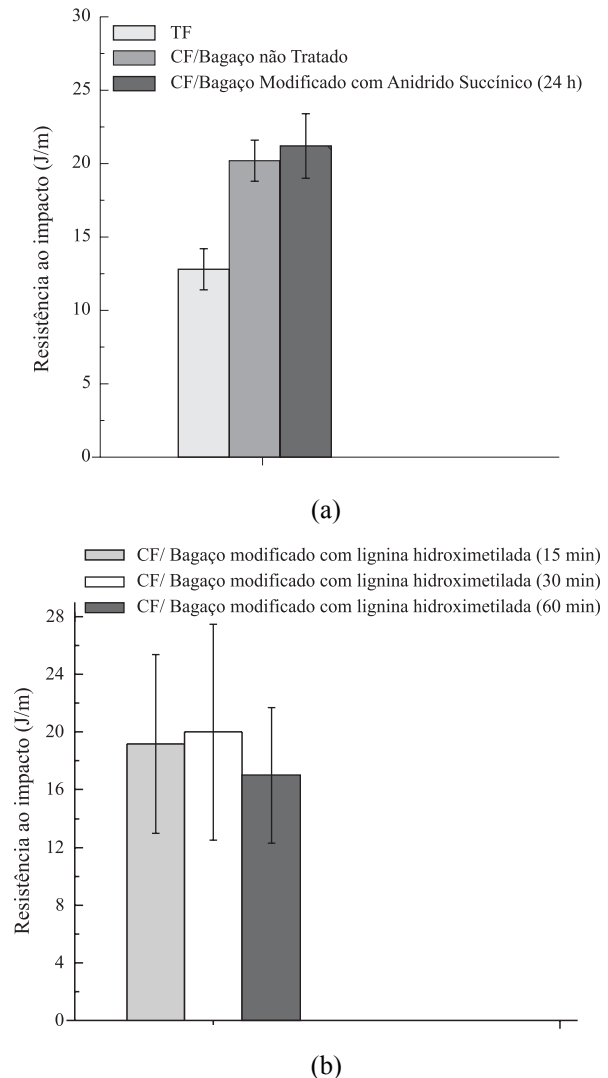 30
25
20
15
10
5
0
Resistência ao impacto (J/m)
TF
CF/Bagaço não Tratado
CF/Bagaço Modificado com Anidrido Succínico (24 h)
(a)
CF/ Bagaço modificado com lignina hidroximetilada (15 min)
CF/ Bagaço modificado com lignina hidroximetilada (30 min)
CF/ Bagaço modificado com lignina hidroximetilada (60 min)
28
24
20
16
12
8
4
0
Resistência ao impacto (J/m)
(b)